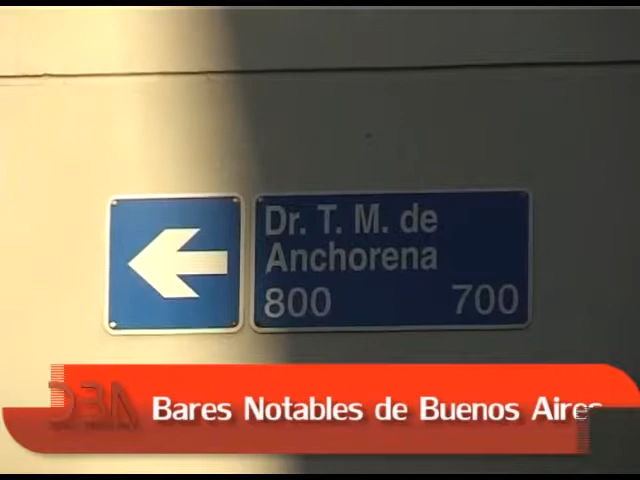 Dr. T. M. de
Anchorena
800 700
Bares Notables de Buenos Aires